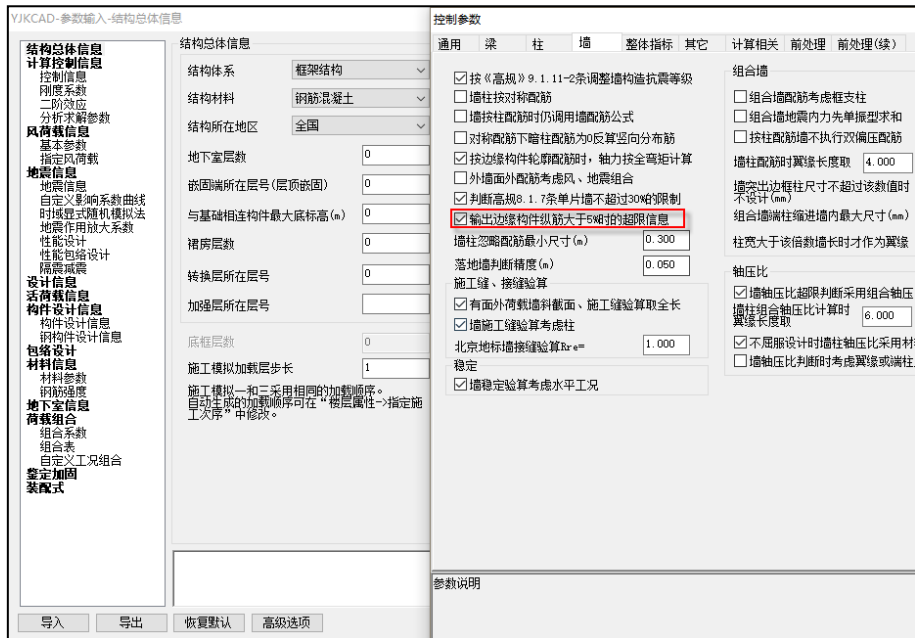 YJKCAD-参数输入-结构总体信息
结构总体信息
计算控制信息
控制信息
刚度系数
二阶效应
分析求解参数
风荷载信息
基本参数
指定风荷载
地震信息
地震信息
自定义影响系数曲线
时域显式随机模拟法
地震作用放大系数
性能设计
性能包络设计
隔震减震
设计信息
活荷载信息
构件设计信息
构件设计信息
钢构件设计信息
包络设计
材料信息
材料参数
钢筋强度
地下室信息
荷载组合
组合系数
组合表
自定义工况组合
鉴定加固
装配式
结构总体信息
结构体系 框架结构
结构材料 钢筋混凝土
结构所在地区 全国
地下室层数 0
嵌固端所在层号(层顶嵌固) 0
与基础相连构件最大底标高(m) 0
裙房层数 0
转换层所在层号 0
加强层所在层号
底框层数 0
施工模拟加载层步长 1
施工模拟一和三采用相同的加载顺序。
自动生成的加载顺序可在“楼层属性->指定施
工次序”中修改。
导入 导出 恢复默认 高级选项
控制参数
通用 梁 柱 墙 整体指标 其它 计算相关 前处理 前处理(续)
按《高规》9.1.11-2条调整墙构造抗震等级
墙柱按对称配筋
墙按柱配筋时仍调用墙配筋公式
对称配筋下暗柱配筋为0反算竖向分布筋
按边缘构件轮廓配筋时，轴力按全弯矩计算
外墙面外配筋考虑风、地震组合
判断高规8.1.7条单片墙不超过30%的限制
输出边缘构件纵筋大于5%时的超限信息
墙柱忽略配筋最小尺寸(m) 0.300
落地墙判断精度(m) 0.050
施工缝、接缝验算
有面外荷载墙斜截面、施工缝验算取全长
墙施工缝验算考虑柱
北京地标墙接缝验算Rre= 1.000
稳定
墙稳定验算考虑水平工况
组合墙
组合墙配筋考虑框支柱
组合墙地震内力先单振型求和
按柱配筋墙不执行双偏压配筋
墙柱配筋时翼缘长度取 4.000
墙突出边框柱尺寸不超过该数值时
不设计(mm)
组合墙端柱缩进墙内最大尺寸(mm)
柱宽大于该倍数墙长时才作为翼缘
轴压比
墙轴压比超限判断采用组合轴压
墙柱组合轴压比计算时
翼缘长度取 6.000
不屈服设计时墙柱轴压比采用材
墙轴压比判断时考虑翼缘或端柱
参数说明